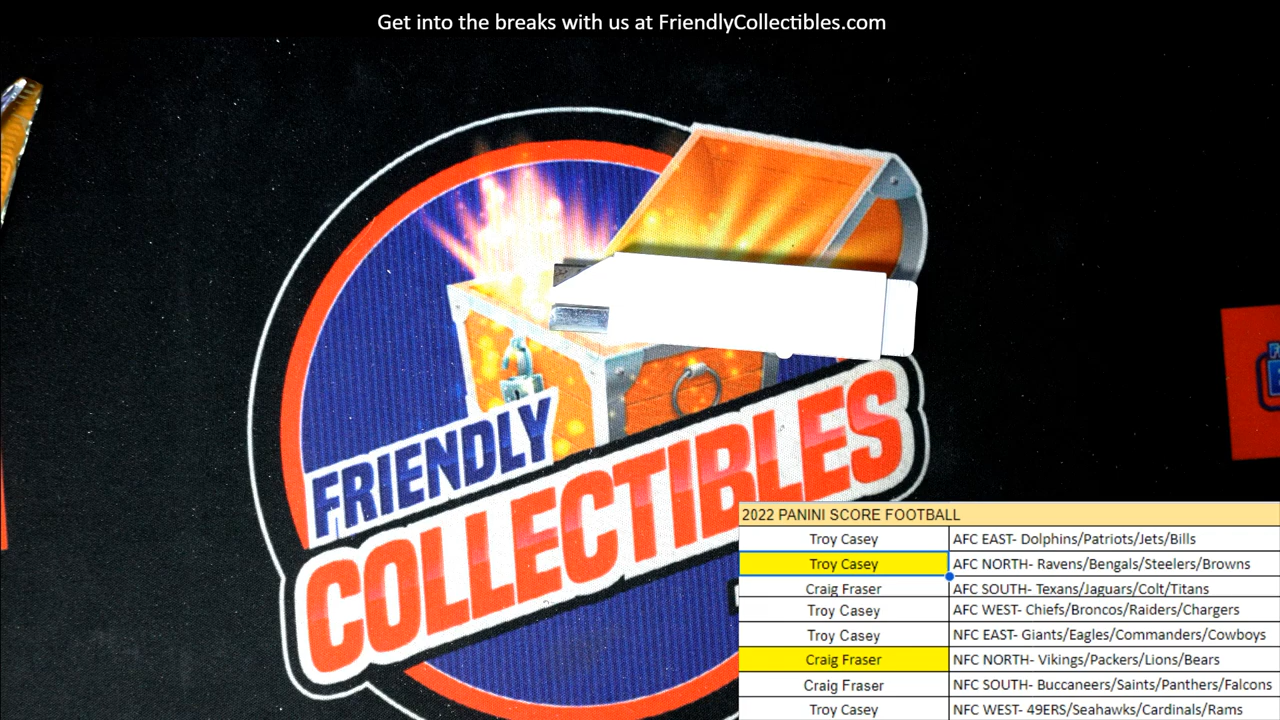 Get into the breaks with us at FriendlyCollectibles.com
FRIENDLY
COLLECTIBLES
2022 PANINI SCORE FOOTBALL
Troy Casey AFC EAST- Dolphins/Patriots/Jets/Bills
Troy Casey AFC NORTH- Ravens/Bengals/Steelers/Browns
Craig Fraser AFC SOUTH- Texans/Jaguars/Colt/Titans
Troy Casey AFC WEST- Chiefs/Broncos/Raiders/Chargers
Troy Casey NFC EAST- Giants/Eagles/Commanders/Cowboys
Craig Fraser NFC NORTH- Vikings/Packers/Lions/Bears
Craig Fraser NFC SOUTH- Buccaneers/Saints/Panthers/Falcons
Troy Casey NFC WEST- 49ERS/Seahawks/Cardinals/Rams